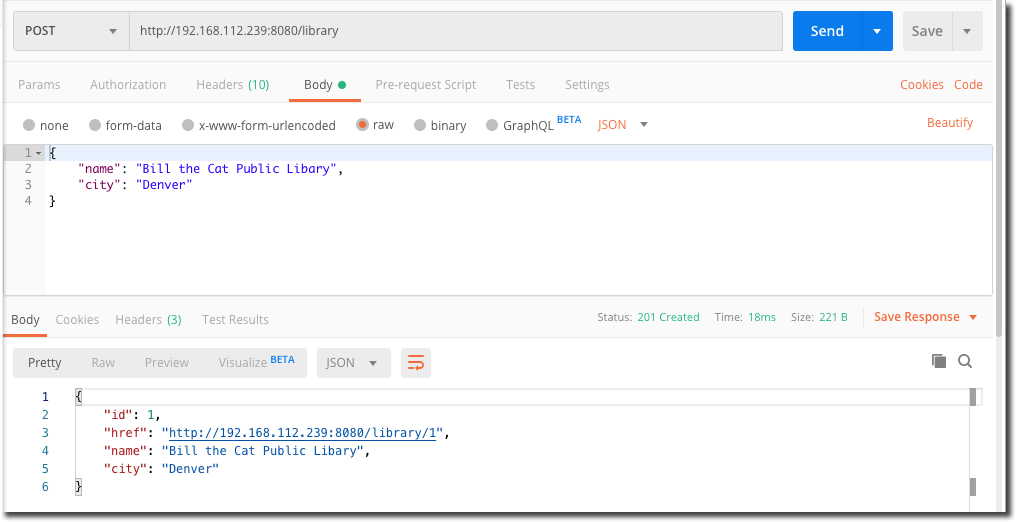 POST http://192.168.112.239:8080/library Send Save
Params Authorization Headers (10) Body Pre-request Script Tests Settings Cookies Code
none form-data x-www-form-urlencoded raw binary GraphQL BETA JSON Beautify
1 {
2 "name": "Bill the Cat Public Libary",
3 "city": "Denver"
4 }
Body Cookies Headers (3) Test Results Status: 201 Created Time: 18ms Size: 221 B Save Response
Pretty Raw Preview Visualize BETA JSON
1 {
2 "id": 1,
3 "href": "http://192.168.112.239:8080/library/1",
4 "name": "Bill the Cat Public Libary",
5 "city": "Denver"
6 }